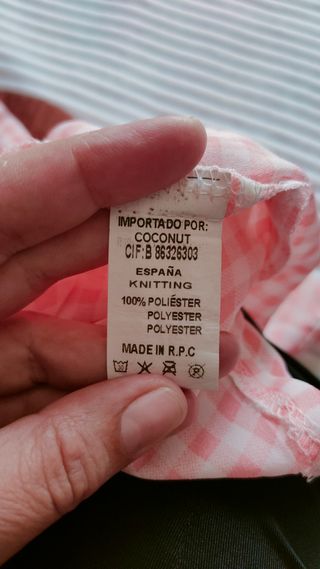 IMPORTADO POR:
COCONUT
CIF:B 86326303
ESPAÑA
KNITTING
100% POLIÉSTER
POLYESTER
POLYESTER
MADE IN R.P.C